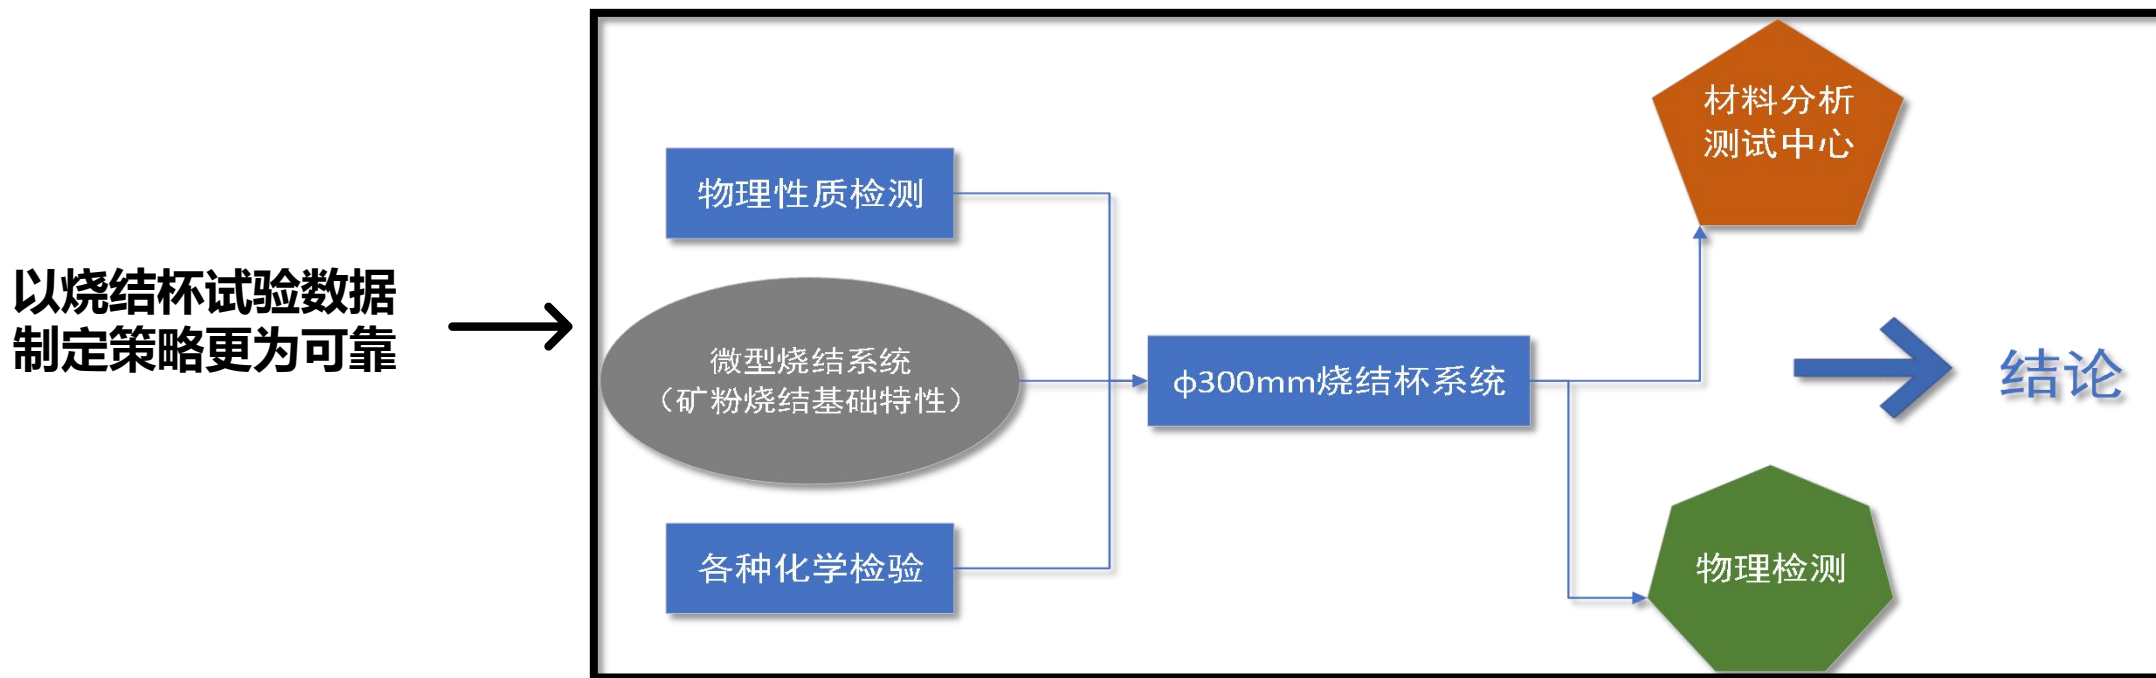 以烧结杯试验数据
制定策略更为可靠
物理性质检测
微型烧结系统
（矿粉烧结基础特性）
各种化学检验
ф300mm烧结杯系统
材料分析
测试中心
物理检测
结论